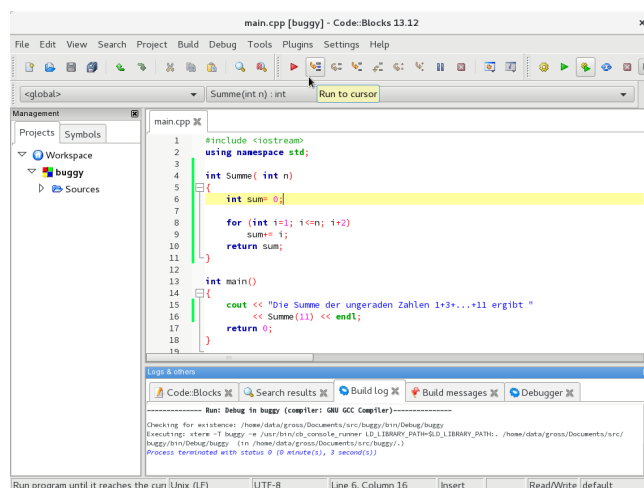 main.cpp [buggy] - Code::Blocks 13.12
File Edit View Search Project Build Debug Tools Plugins Settings Help
<global>
Summe(int n) : int
Run to cursor
Management
Projects Symbols
Workspace
buggy
Sources
main.cpp
1 #include <iostream>
2 using namespace std;
3
4 int Summe( int n)
5 {
6 int sum= 0;
7
8 for (int i=1; i<=n; i+2)
9 sum+= i;
10 return sum;
11 }
12
13 int main()
14 {
15 cout << "Die Summe der ungeraden Zahlen 1+3+...+11 ergibt "
16 << Summe(11) << endl;
17 return 0;
18 }
19
Logs & others
Code::Blocks Search results Build log Build messages Debugger
-------------- Run: Debug in buggy (compiler: GNU GCC Compiler)---------------
Checking for existence: /home/data/gross/Documents/src/buggy/bin/Debug/buggy
Executing: xterm -T buggy -e /usr/bin/cb_console_runner LD_LIBRARY_PATH=$LD_LIBRARY_PATH:. /home/data/gross/Documents/src/
buggy/bin/Debug/buggy (in /home/data/gross/Documents/src/buggy/.)
Process terminated with status 0 (0 minute(s), 3 second(s))
Run program until it reaches the cur Unix (LF) UTF-8 Line 6, Column 16 Insert Read/Write default